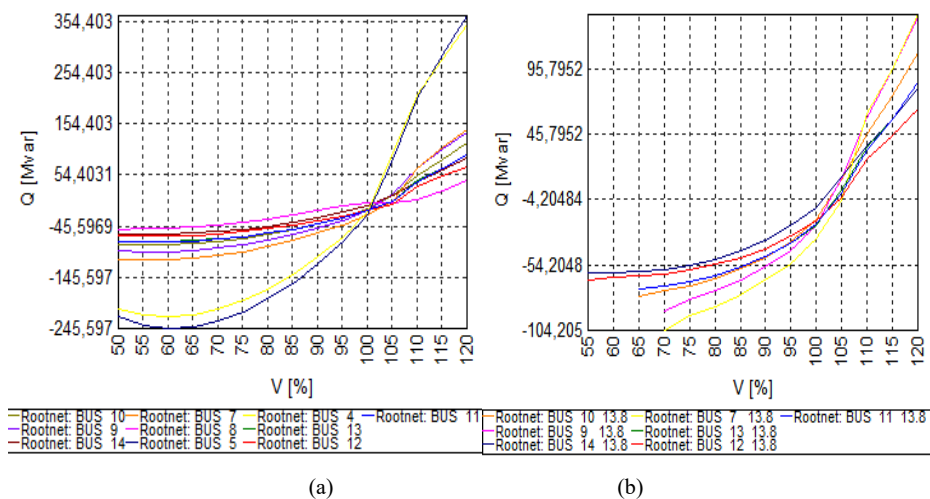 354,403
254,403
154,403
54,4031
-45,5969
-145,597
-245,597
Q [Mvar]
50 55 60 65 70 75 80 85 90 95 100 105 110 115 120
V [%]
95,7952
45,7952
-4,20484
-54,2048
-104,205
Q [Mvar]
55 60 65 70 75 80 85 90 95 100 105 110 115 120
V [%]
Rootnet: BUS 10 Rootnet: BUS 7 Rootnet: BUS 4 Rootnet: BUS 11
Rootnet: BUS 9 Rootnet: BUS 8 Rootnet: BUS 13
Rootnet: BUS 14 Rootnet: BUS 5 Rootnet: BUS 12
Rootnet: BUS 10 13.8 Rootnet: BUS 7 13.8 Rootnet: BUS 11 13.8
Rootnet: BUS 9 13.8 Rootnet: BUS 13 13.8
Rootnet: BUS 14 13.8 Rootnet: BUS 12 13.8
(a) (b)